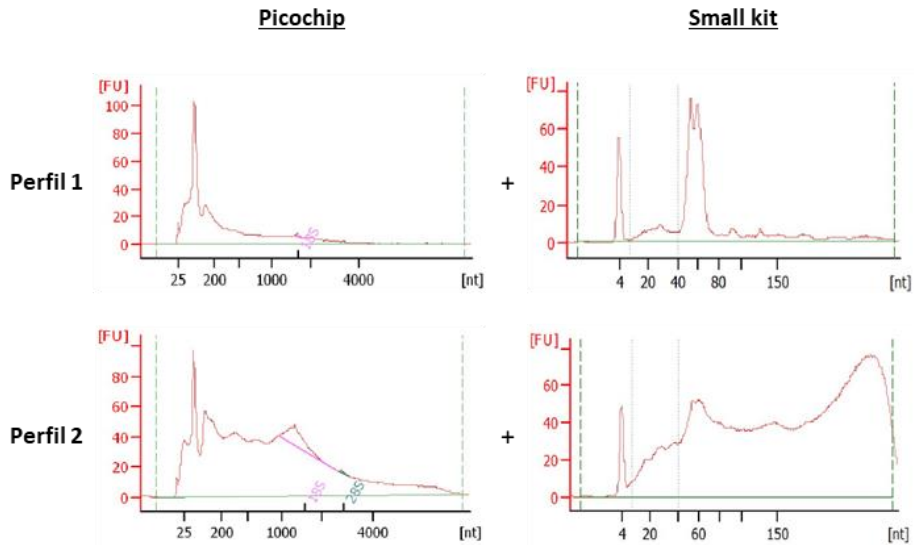 Picochip
Small kit
[FU]
100
80
60
40
20
0
18S
25 200 1000 4000 [nt]
Perfil 1
+
[FU]
60
40
20
0
4 20 40 80 150 [nt]
[FU]
80
60
40
20
0
18S
28S
25 200 1000 4000 [nt]
Perfil 2
+
[FU]
60
40
20
0
4 20 60 150 [nt]